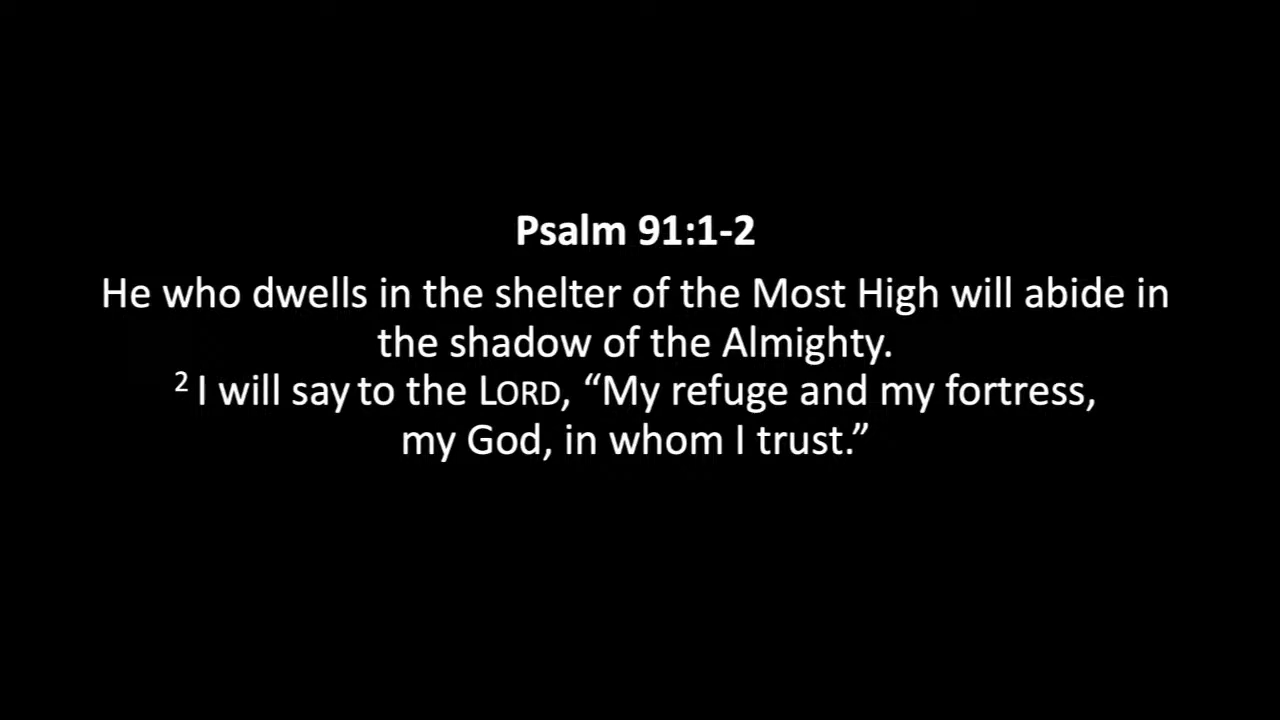 Psalm 91:1-2
He who dwells in the shelter of the Most High will abide in
the shadow of the Almighty.
2 I will say to the LORD, “My refuge and my fortress,
my God, in whom I trust.”